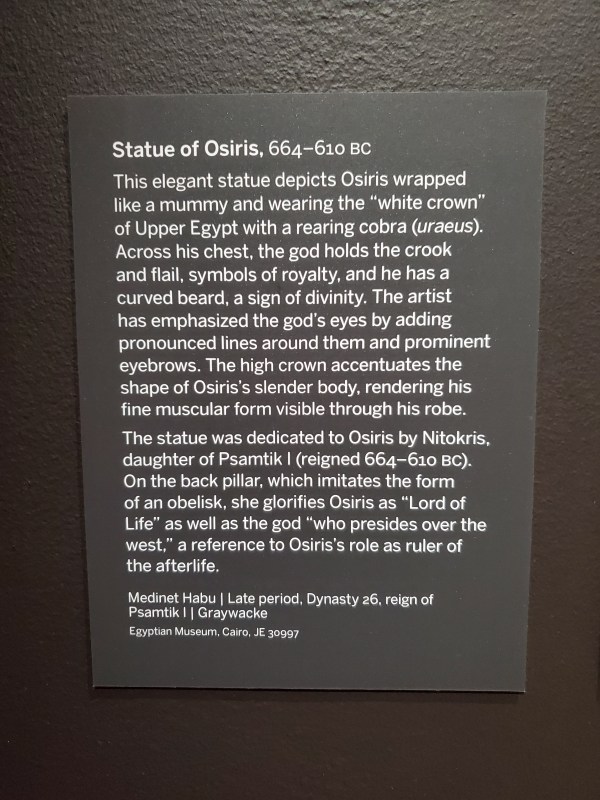 Statue of Osiris, 664–610 BC
This elegant statue depicts Osiris wrapped
like a mummy and wearing the “white crown”
of Upper Egypt with a rearing cobra (uraeus).
Across his chest, the god holds the crook
and flail, symbols of royalty, and he has a
curved beard, a sign of divinity. The artist
has emphasized the god’s eyes by adding
pronounced lines around them and prominent
eyebrows. The high crown accentuates the
shape of Osiris’s slender body, rendering his
fine muscular form visible through his robe.
The statue was dedicated to Osiris by Nitokris,
daughter of Psamtik I (reigned 664–610 BC).
On the back pillar, which imitates the form
of an obelisk, she glorifies Osiris as “Lord of
Life” as well as the god “who presides over the
west,” a reference to Osiris’s role as ruler of
the afterlife.
Medinet Habu | Late period, Dynasty 26, reign of
Psamtik I | Graywacke
Egyptian Museum, Cairo, JE 30997